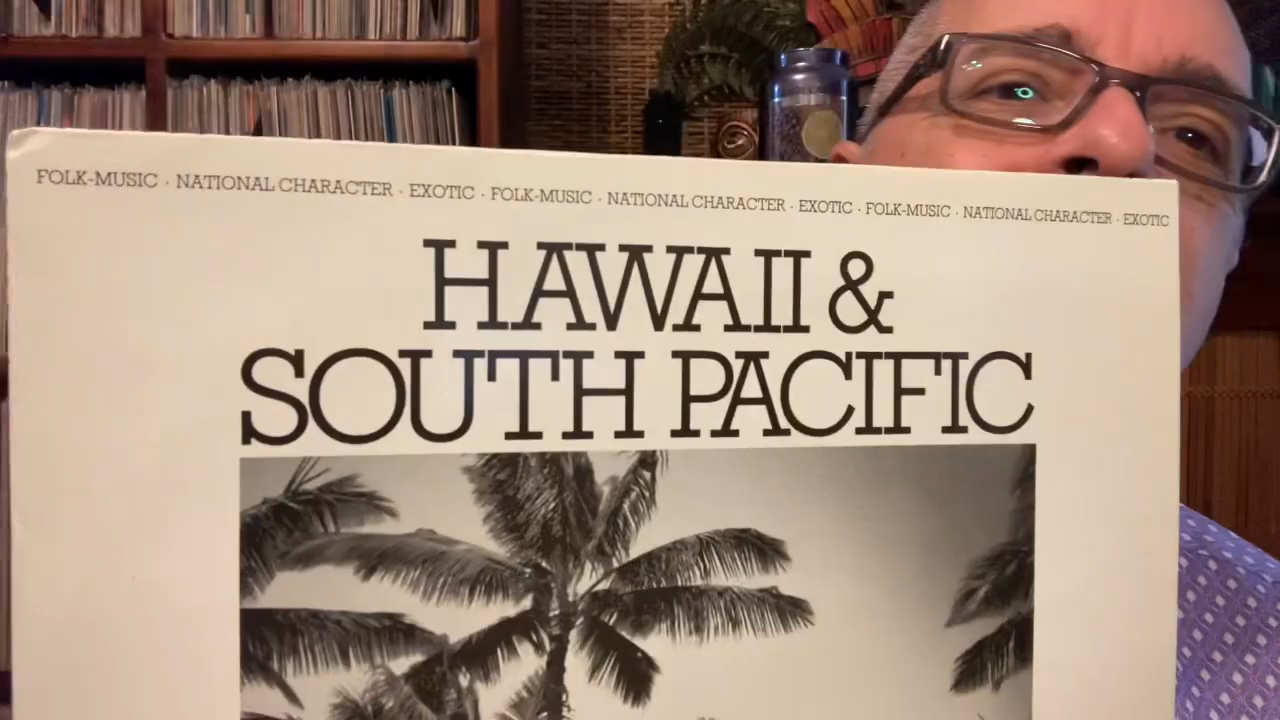 FOLK-MUSIC · NATIONAL CHARACTER · EXOTIC · FOLK-MUSIC · NATIONAL CHARACTER · EXOTIC · FOLK-MUSIC · NATIONAL CHARACTER · EXOTIC
HAWAII &
SOUTH PACIFIC